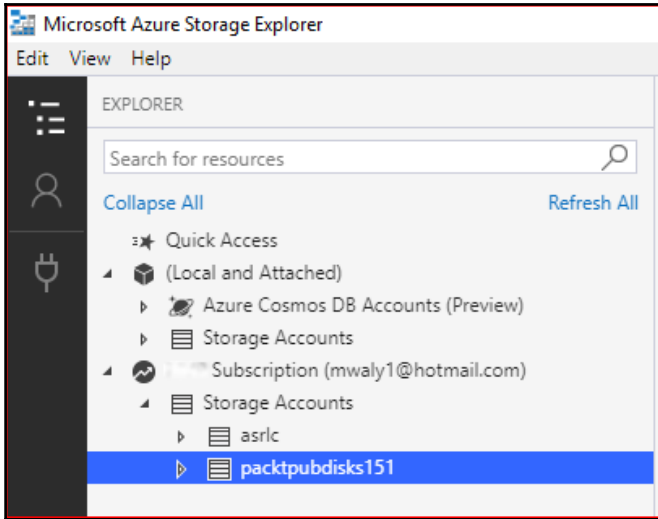 Microsoft Azure Storage Explorer
Edit View Help
EXPLORER
Search for resources
Collapse All Refresh All
Quick Access
(Local and Attached)
Azure Cosmos DB Accounts (Preview)
Storage Accounts
Subscription (mwaly1@hotmail.com)
Storage Accounts
asrlc
packtpubdisks151